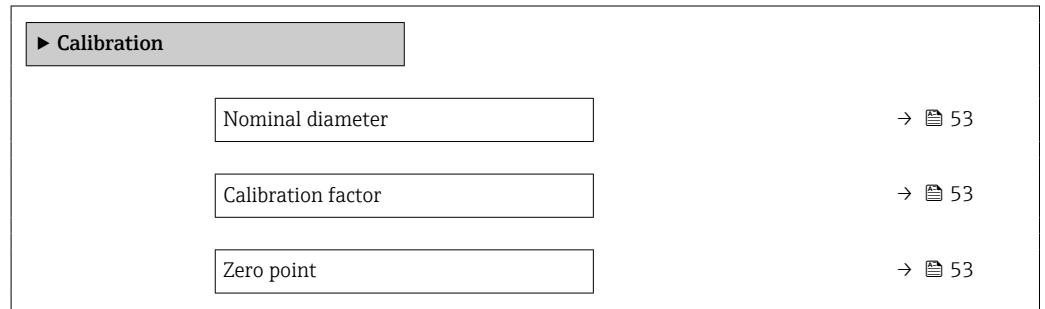 ▶ Calibration
Nominal diameter → 🖺 53
Calibration factor → 🖺 53
Zero point → 🖺 53